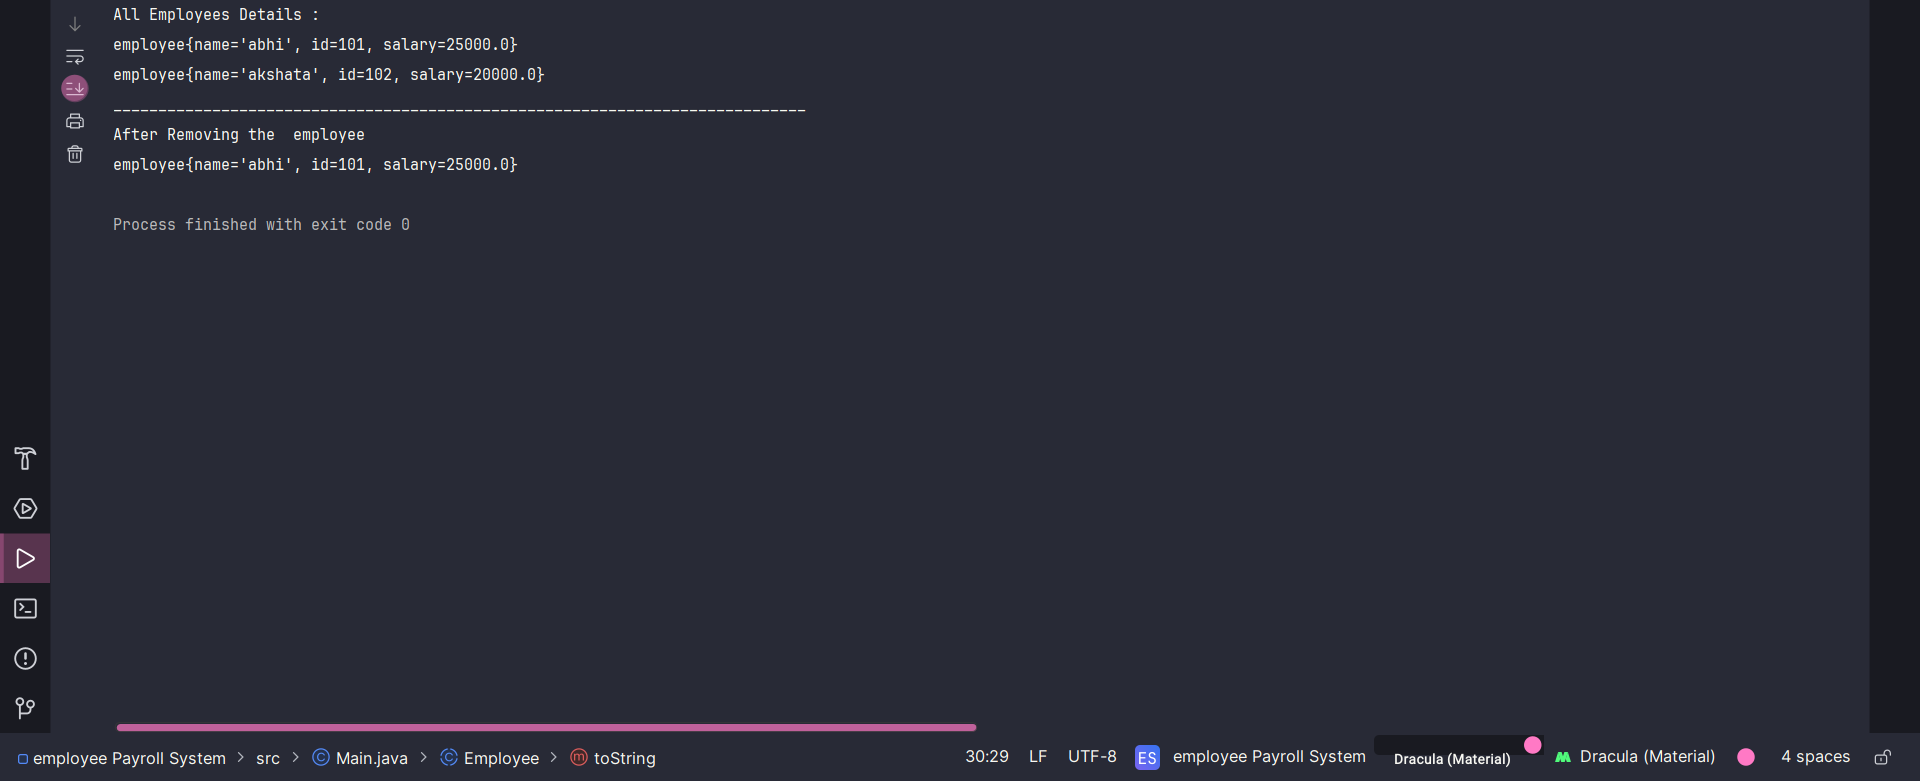 All Employees Details :
employee{name='abhi', id=101, salary=25000.0}
employee{name='akshata', id=102, salary=20000.0}
_____________________________________________________________________________
After Removing the  employee
employee{name='abhi', id=101, salary=25000.0}
Process finished with exit code 0
employee Payroll System > src > Main.java > Employee > toString 30:29 LF UTF-8 ES employee Payroll System Dracula (Material) Dracula (Material) 4 spaces